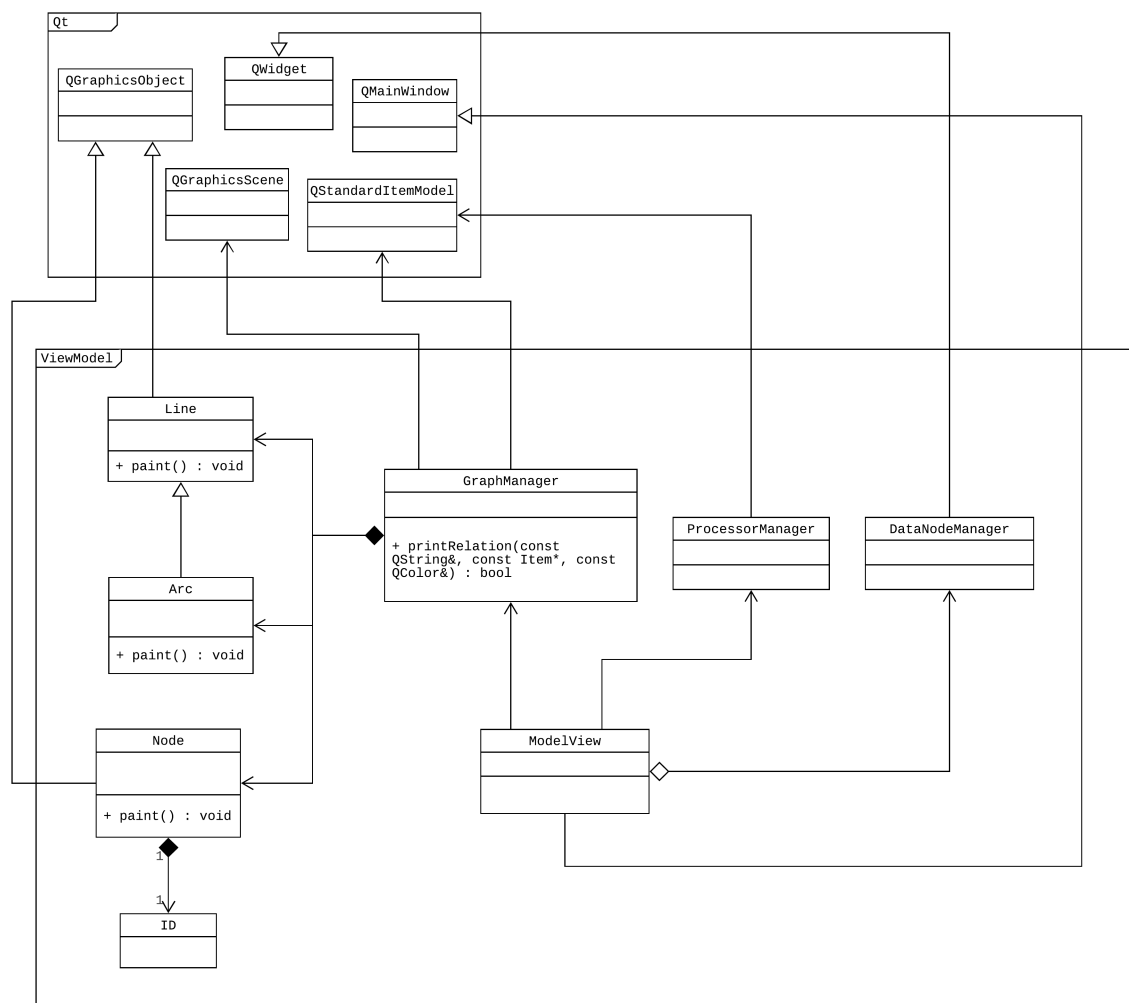 Qt
QGraphicsObject
QWidget
QMainWindow
QGraphicsScene
QStandardItemModel
ViewModel
Line
+ paint() : void
GraphManager
+ printRelation(const
QString&, const Item*, const
QColor&) : bool
ProcessorManager
DataNodeManager
Arc
+ paint() : void
Node
+ paint() : void
ModelView
1
1
ID